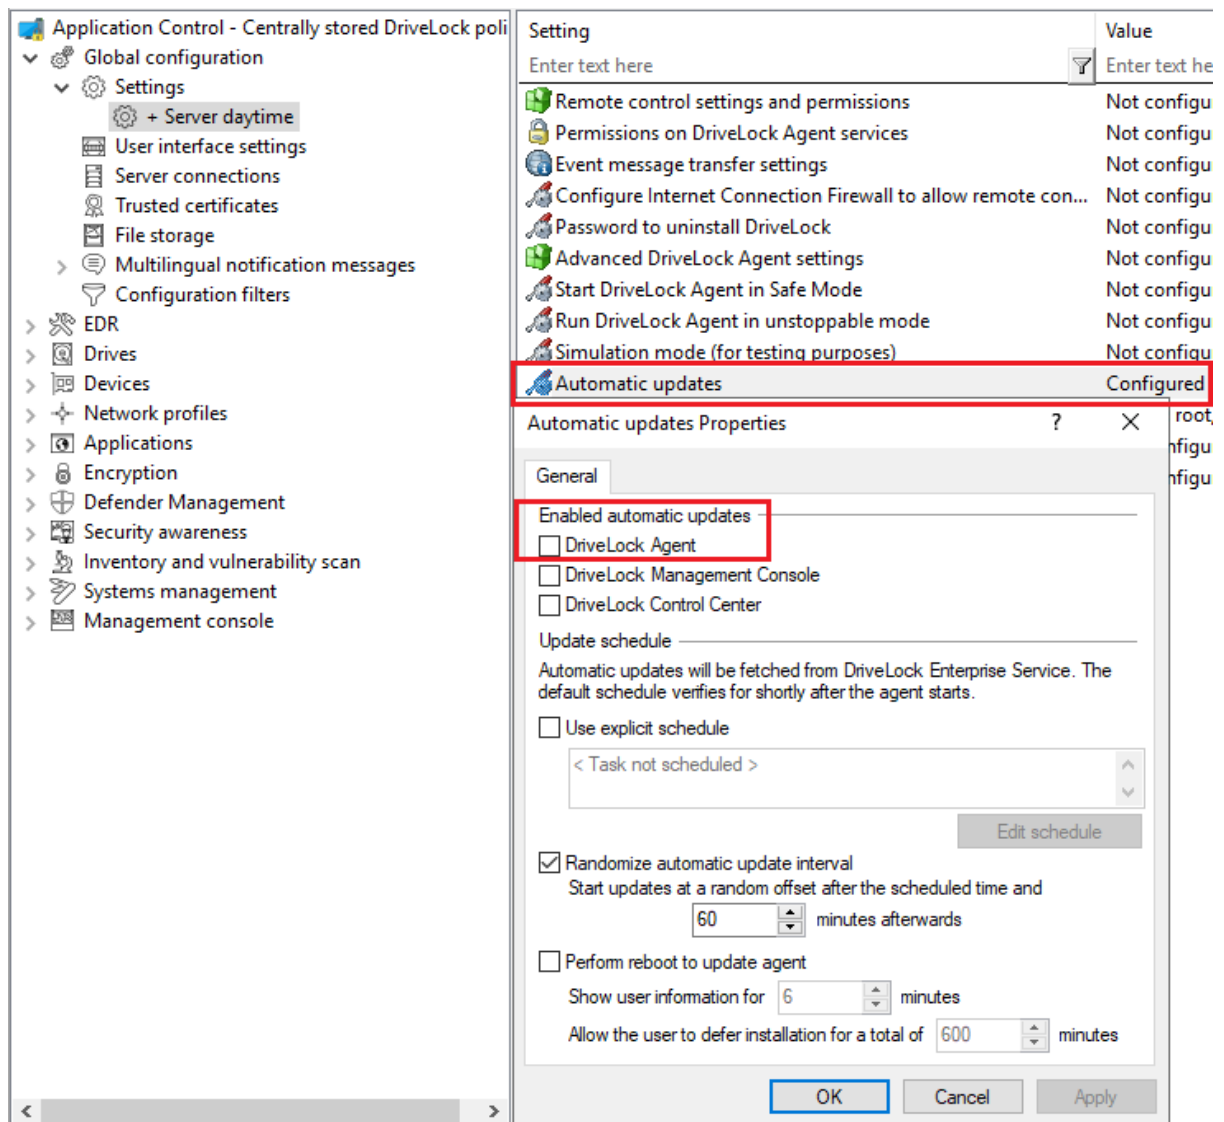 Application Control - Centrally stored DriveLock poli
Global configuration
Settings
+ Server daytime
User interface settings
Server connections
Trusted certificates
File storage
Multilingual notification messages
Configuration filters
EDR
Drives
Devices
Network profiles
Applications
Encryption
Defender Management
Security awareness
Inventory and vulnerability scan
Systems management
Management console
Setting Value
Enter text here Enter text he
Remote control settings and permissions Not configu
Permissions on DriveLock Agent services Not configu
Event message transfer settings Not configu
Configure Internet Connection Firewall to allow remote con... Not configu
Password to uninstall DriveLock Not configu
Advanced DriveLock Agent settings Not configu
Start DriveLock Agent in Safe Mode Not configu
Run DriveLock Agent in unstoppable mode Not configu
Simulation mode (for testing purposes) Not configu
Automatic updates Configured
root,
nfigu
nfigu
Automatic updates Properties ?
General
Enabled automatic updates
DriveLock Agent
DriveLock Management Console
DriveLock Control Center
Update schedule
Automatic updates will be fetched from DriveLock Enterprise Service. The
default schedule verifies for shortly after the agent starts.
Use explicit schedule
< Task not scheduled >
Edit schedule
Randomize automatic update interval
Start updates at a random offset after the scheduled time and
60 minutes afterwards
Perform reboot to update agent
Show user information for 6 minutes
Allow the user to defer installation for a total of 600 minutes
OK Cancel Apply